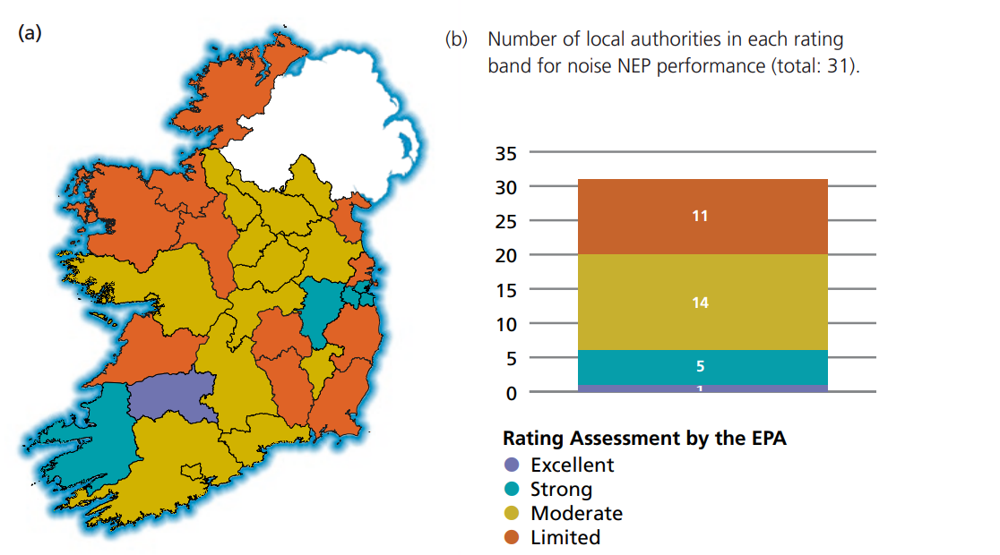 (a)
(b) Number of local authorities in each rating
band for noise NEP performance (total: 31).
35
30
25
20
15
10
5
0
11
14
5
1
Rating Assessment by the EPA
Excellent
Strong
Moderate
Limited